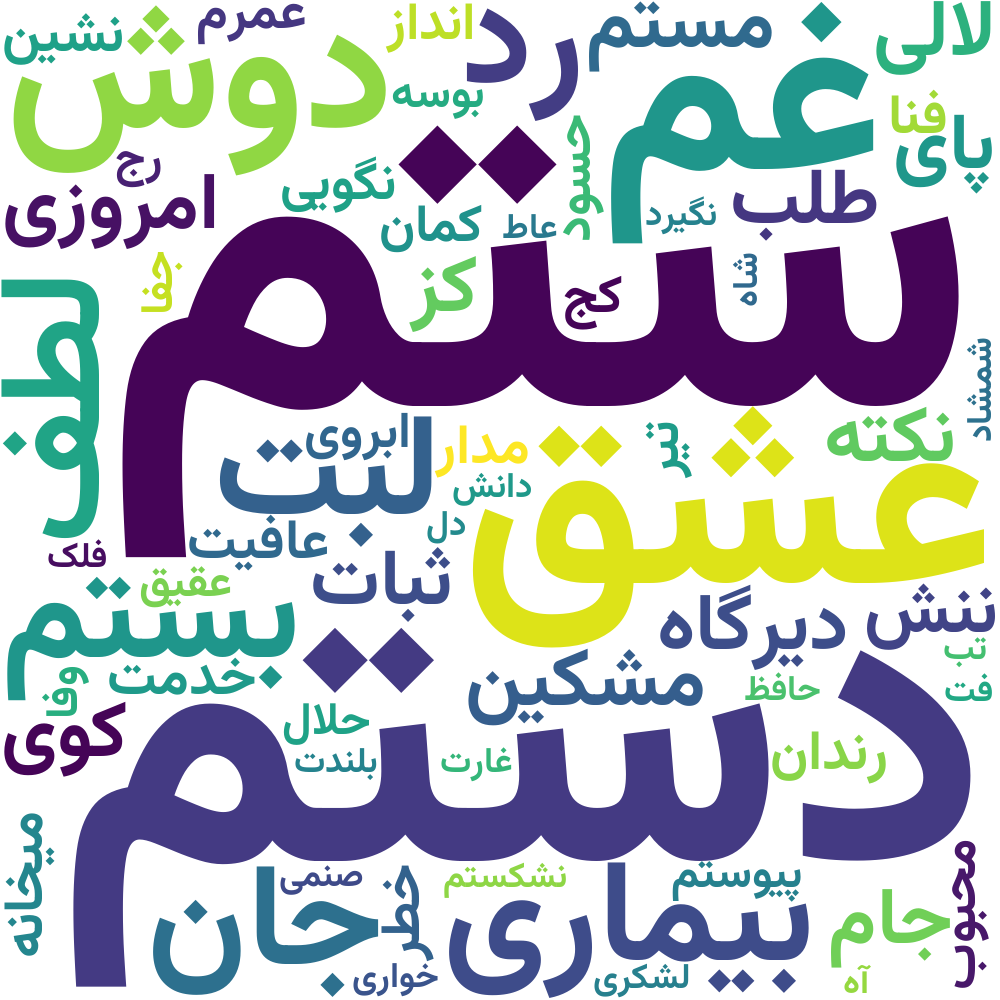 عمرم
انداز
نشین
دوش
رد
مستم
لالی
بوسه
غم
فنا
پای
رج
امروزی
نگویی
حسود
کمان
عاط
نگیرد
طلب
ستم
جفا
کز
کج
شاه
لطف
شمشاد
لبت
ابروی
مدار
تیر
نکته
عشق
دانش
دل
عافیت
فلک
ثبات
عقیق
بستم
دیرگاه
ننش
تب
وفا
خدمت
مشکین
حافظ
فت
کوی
حلال
دستم
بلندت
غارت
رندان
میخانه
جان
صنمی
خطر
نشکستم
بیماری
پیوستم
جام
محبوب
خواری
لشکری
آه